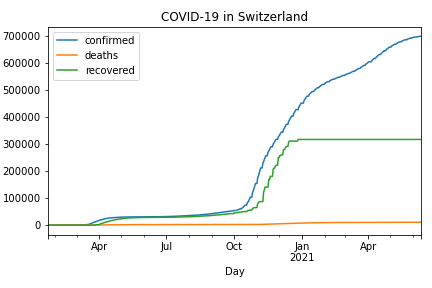 COVID-19 in Switzerland
confirmed
deaths
recovered
700000
600000
500000
400000
300000
200000
100000
0
Apr Jul Oct Jan Apr
2021
Day